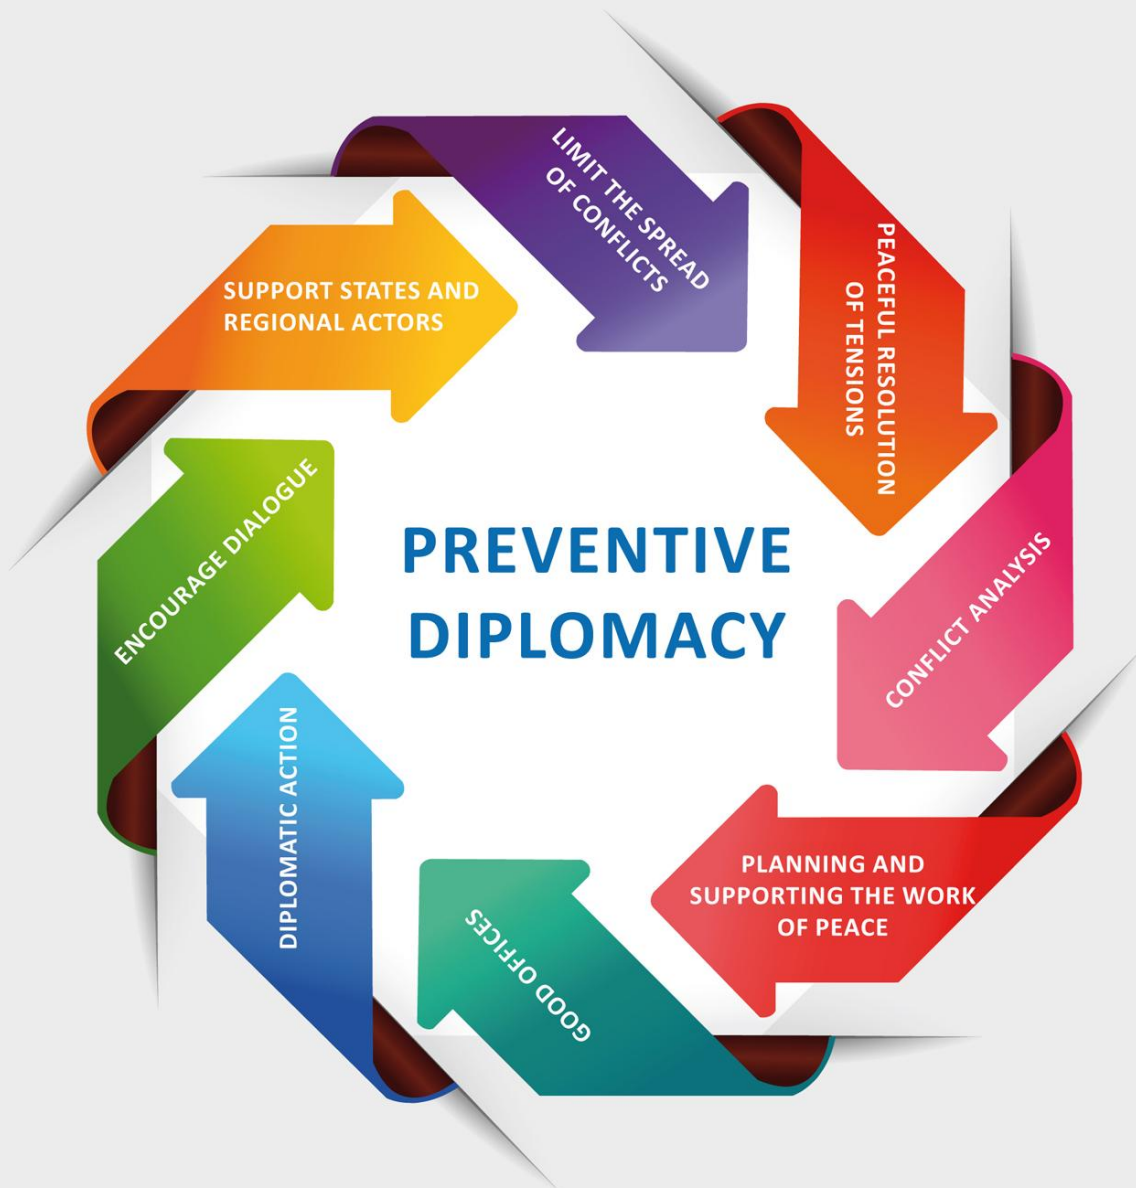 LIMIT THE SPREAD
OF CONFLICTS
PEACEFUL RESOLUTION
OF TENSIONS
SUPPORT STATES AND
REGIONAL ACTORS
ENCOURAGE DIALOGUE
PREVENTIVE
DIPLOMACY
CONFLICT ANALYSIS
DIPLOMATIC ACTION
PLANNING AND
SUPPORTING THE WORK
OF PEACE
GOOD OFFICES